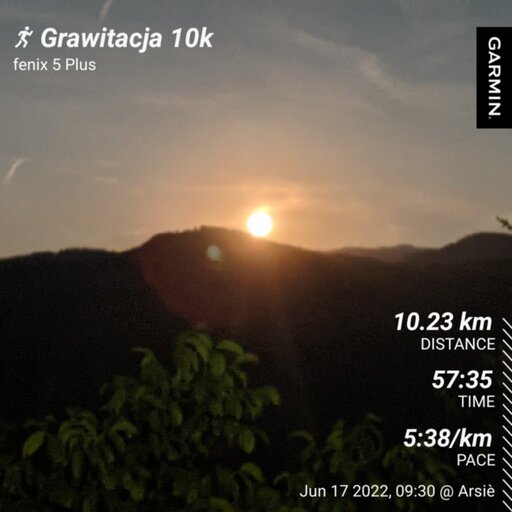 Grawitacja 10k
fenix 5 Plus
GARMIN.
10.23 km
DISTANCE
57:35
TIME
5:38/km
PACE
Jun 17 2022, 09:30 @ Arsiè